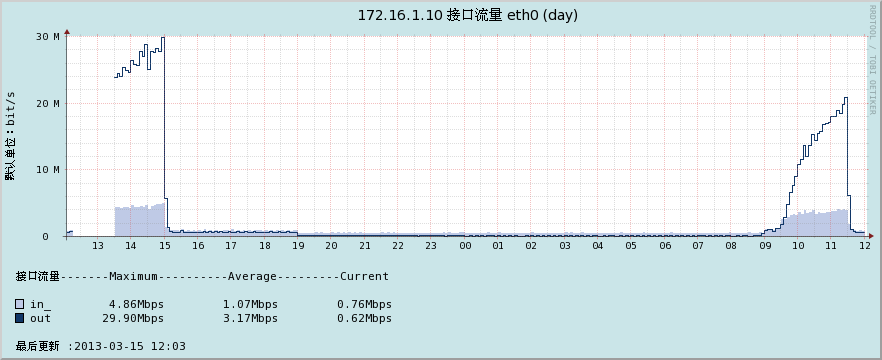 172.16.1.10 接口流量 eth0 (day)
RRDTOOL / TOBI OETIKER
默认单位：bit/s
30 M
20 M
10 M
0
13 14 15 16 17 18 19 20 21 22 23 00 01 02 03 04 05 06 07 08 09 10 11 12
接口流量-------Maximum----------Average---------Current
in_ 4.86Mbps 1.07Mbps 0.76Mbps
out 29.90Mbps 3.17Mbps 0.62Mbps
最后更新 :2013-03-15 12:03